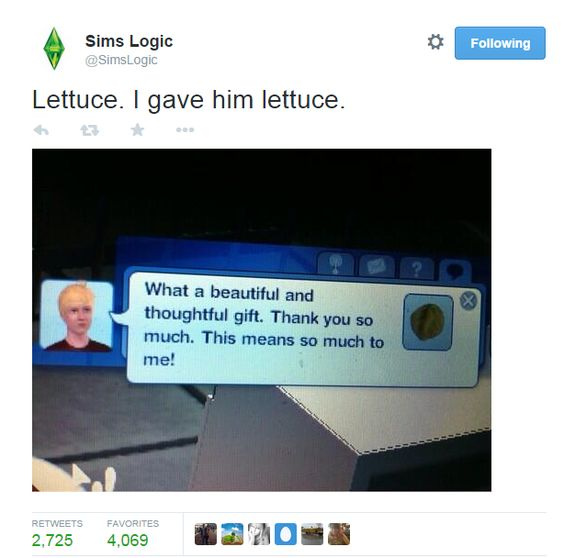 Sims Logic
@SimsLogic
Following
Lettuce. I gave him lettuce.
What a beautiful and
thoughtful gift. Thank you so
much. This means so much to
me!
?
RETWEETS
FAVORITES
2,725
4,069